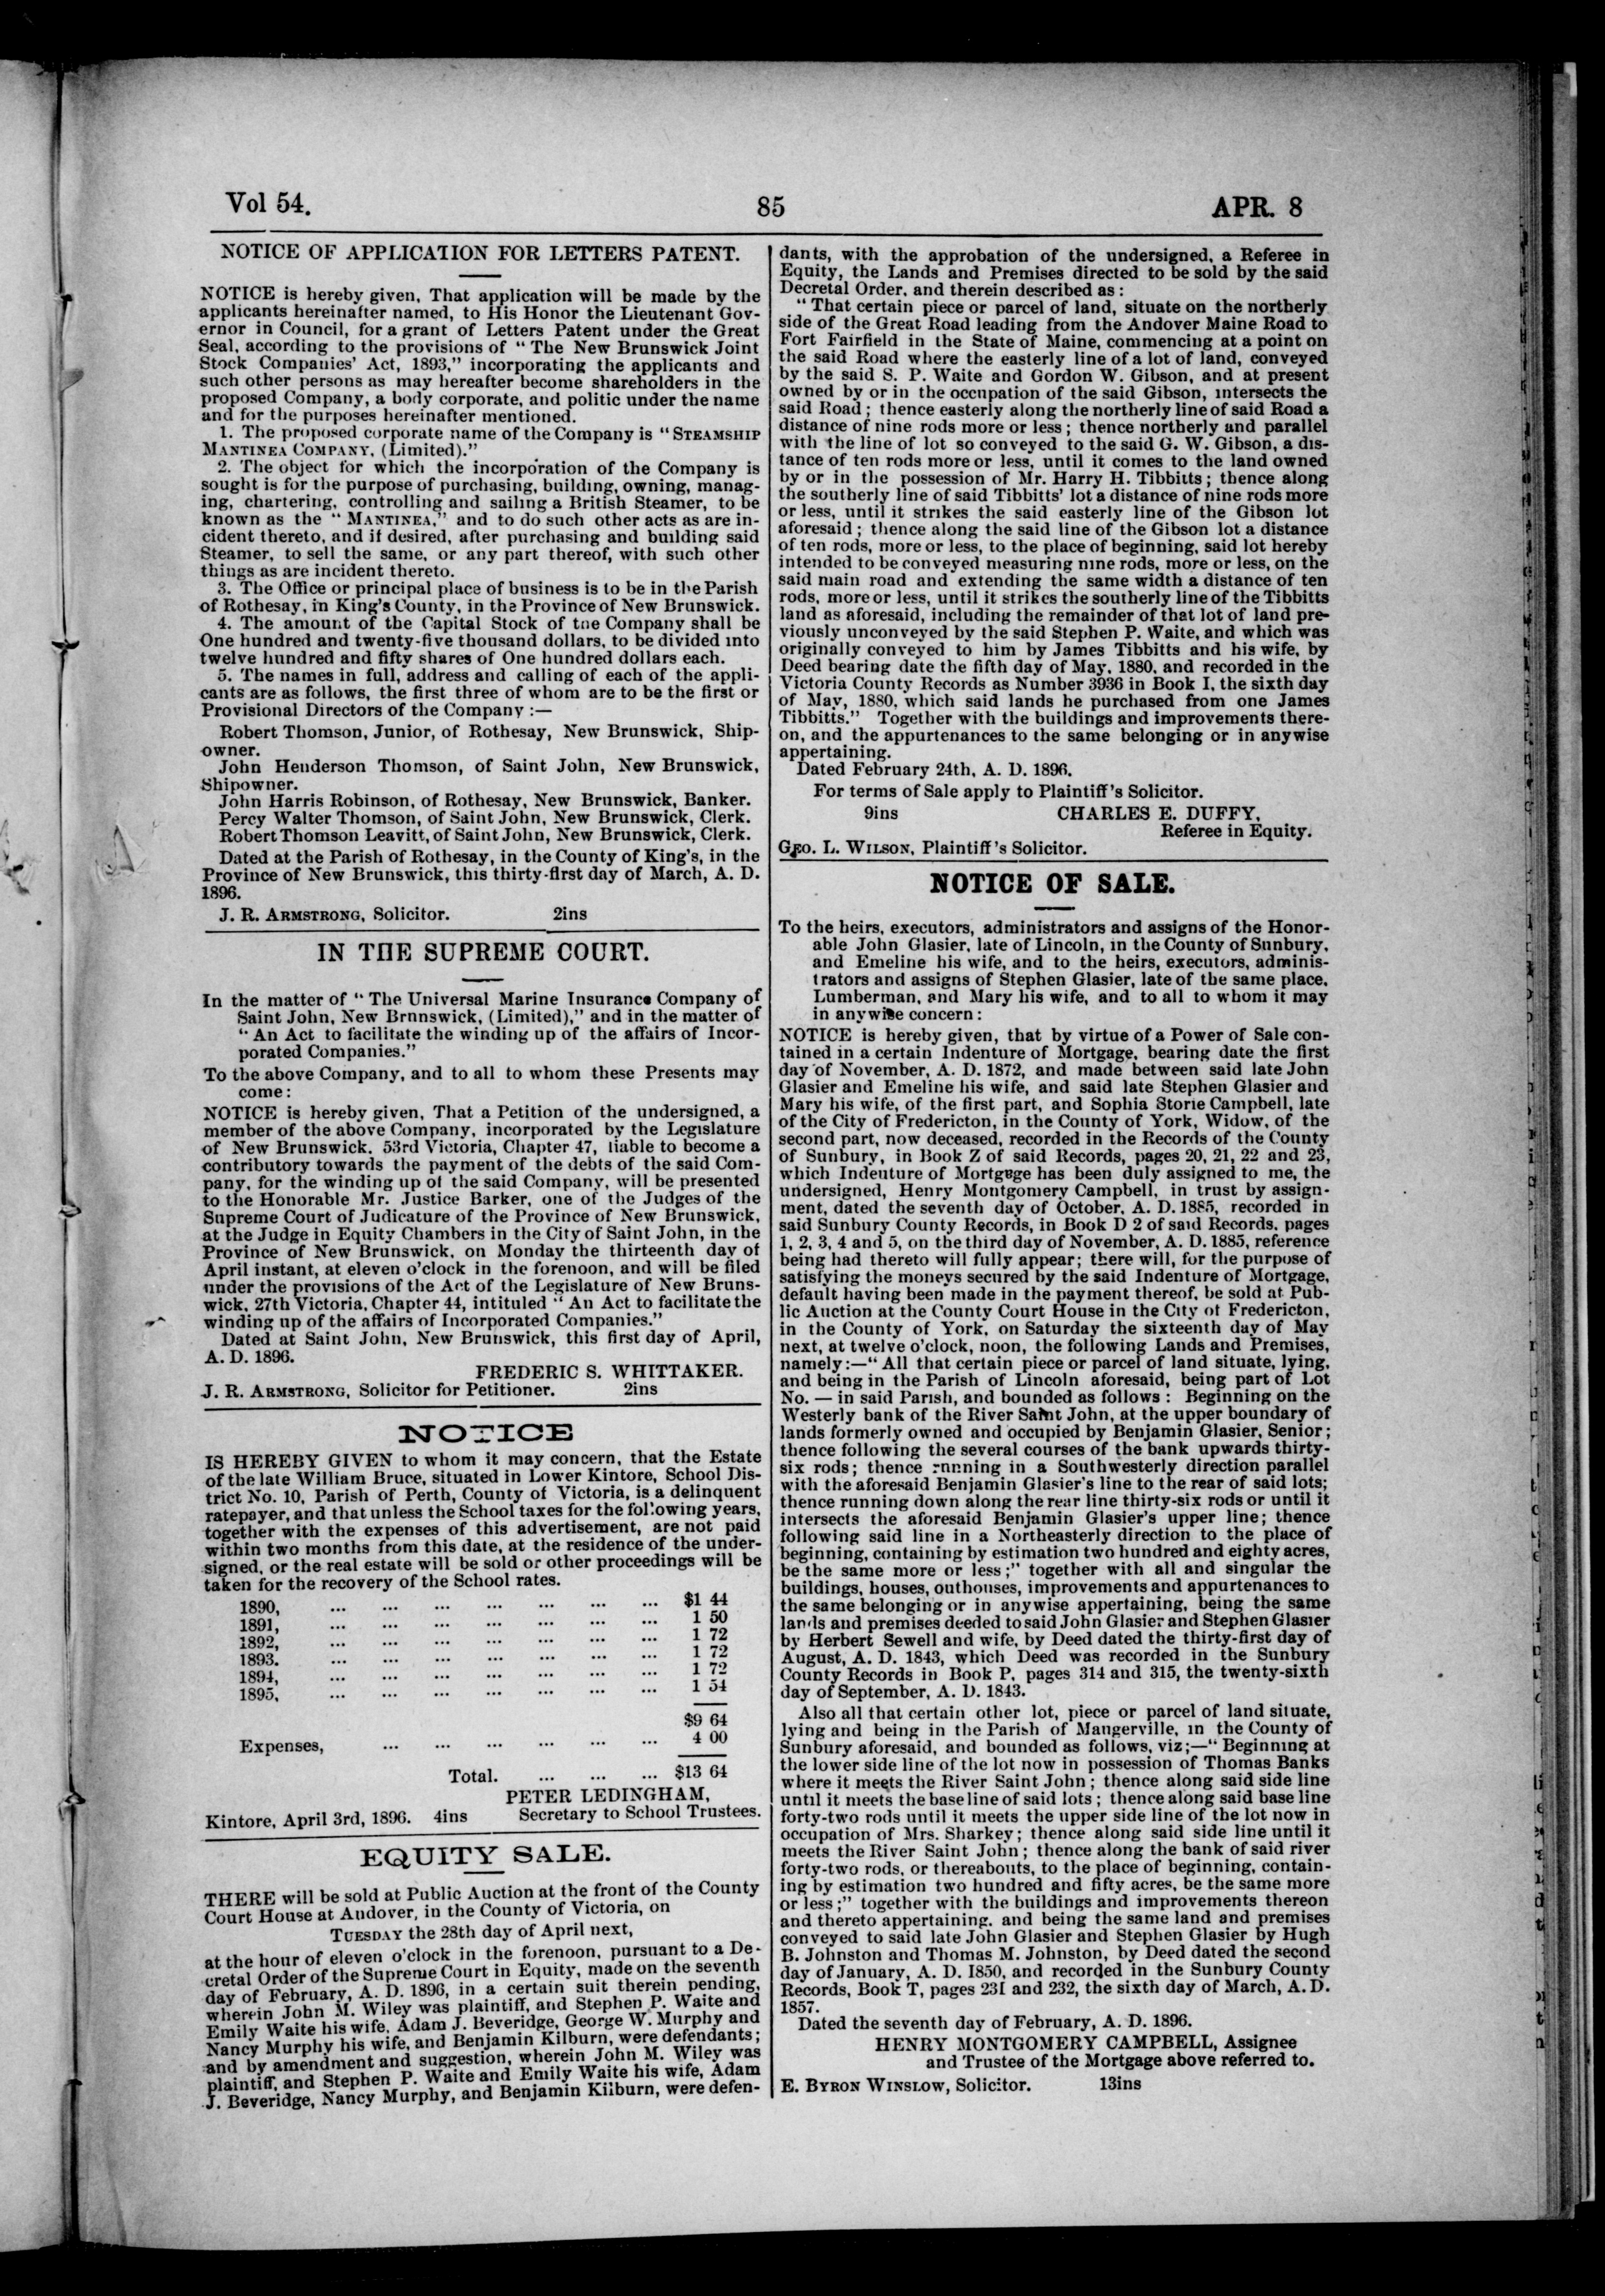 Vol 54.
85
APR. 8
NOTICE OF APPLICATION FOR LETTERS PATENT.
NOTICE is hereby given, That application will be made by the
applicants hereinafter named, to His Honor the Lieutenant Gov-
ernor in Council, for a grant of Letters Patent under the Great
Seal, according to the provisions of "The New Brunswick Joint
Stock Companies' Act, 1893," incorporating the applicants and
such other persons as may hereafter become shareholders in the
proposed Company, a body corporate, and politic under the name
and for the purposes hereinafter mentioned.
1. The proposed corporate name of the Company is "STEAMSHIP
MANTINEA COMPANY, (Limited)."
2. The object for which the incorporation of the Company is
sought is for the purpose of purchasing, building, owning, manag-
ing, chartering, controlling and sailing a British Steamer, to be
known as the "MANTINEA," and to do such other acts as are in-
cident thereto, and if desired, after purchasing and building said
Steamer, to sell the same, or any part thereof, with such other
things as are incident thereto.
3. The Office or principal place of business is to be in the Parish
of Rothesay, in King's County, in the Province of New Brunswick.
4. The amount of the Capital Stock of the Company shall be
One hundred and twenty-five thousand dollars, to be divided into
twelve hundred and fifty shares of One hundred dollars each.
5. The names in full, address and calling of each of the appli-
cants are as follows, the first three of whom are to be the first or
Provisional Directors of the Company :—
Robert Thomson, Junior, of Rothesay, New Brunswick, Ship-
owner.
John Henderson Thomson, of Saint John, New Brunswick,
Shipowner.
John Harris Robinson, of Rothesay, New Brunswick, Banker.
Percy Walter Thomson, of Saint John, New Brunswick, Clerk.
Robert Thomson Leavitt, of Saint John, New Brunswick, Clerk.
Dated at the Parish of Rothesay, in the County of King's, in the
Province of New Brunswick, this thirty-first day of March, A. D.
1896.
J. R. ARMSTRONG, Solicitor. 2ins
IN THE SUPREME COURT.
In the matter of "The Universal Marine Insurance Company of
Saint John, New Brunswick, (Limited)," and in the matter of
"An Act to facilitate the winding up of the affairs of Incor-
porated Companies."
To the above Company, and to all to whom these Presents may
come:
NOTICE is hereby given, That a Petition of the undersigned, a
member of the above Company, incorporated by the Legislature
of New Brunswick. 53rd Victoria, Chapter 47, liable to become a
contributory towards the payment of the debts of the said Com-
pany, for the winding up of the said Company, will be presented
to the Honorable Mr. Justice Barker, one of the Judges of the
Supreme Court of Judicature of the Province of New Brunswick,
at the Judge in Equity Chambers in the City of Saint John, in the
Province of New Brunswick, on Monday the thirteenth day of
April instant, at eleven o'clock in the forenoon, and will be filed
under the provisions of the Act of the Legislature of New Bruns-
wick, 27th Victoria, Chapter 44, intituled "An Act to facilitate the
winding up of the affairs of Incorporated Companies."
Dated at Saint John, New Brunswick, this first day of April,
A. D. 1896.
FREDERIC S. WHITTAKER.
J. R. ARMSTRONG, Solicitor for Petitioner. 2ins
NOTICE
IS HEREBY GIVEN to whom it may concern, that the Estate
of the late William Bruce, situated in Lower Kintore, School Dis-
trict No. 10, Parish of Perth, County of Victoria, is a delinquent
ratepayer, and that unless the School taxes for the following years,
together with the expenses of this advertisement, are not paid
within two months from this date, at the residence of the under-
signed, or the real estate will be sold or other proceedings will be
taken for the recovery of the School rates.
1890, ... ... ... ... ... ... ... $1 44
1891, ... ... ... ... ... ... ... 1 50
1892, ... ... ... ... ... ... ... 1 72
1893. ... ... ... ... ... ... ... 1 72
1894, ... ... ... ... ... ... ... 1 72
1895, ... ... ... ... ... ... ... 1 54
$9 64
Expenses, ... ... ... ... ... ... 4 00
Total. ... ... ... $13 64
PETER LEDINGHAM,
Kintore, April 3rd, 1896. 4ins Secretary to School Trustees.
EQUITY SALE.
THERE will be sold at Public Auction at the front of the County
Court House at Andover, in the County of Victoria, on
TUESDAY the 28th day of April next,
at the hour of eleven o'clock in the forenoon, pursuant to a De-
cretal Order of the Supreme Court in Equity, made on the seventh
day of February, A. D. 1896, in a certain suit therein pending,
wherein John M. Wiley was plaintiff, and Stephen P. Waite and
Emily Waite his wife, Adam J. Beveridge, George W. Murphy and
Nancy Murphy his wife, and Benjamin Kilburn, were defendants;
and by amendment and suggestion, wherein John M. Wiley was
plaintiff, and Stephen P. Waite and Emily Waite his wife, Adam
J. Beveridge, Nancy Murphy, and Benjamin Kilburn, were defen-
dants, with the approbation of the undersigned, a Referee in
Equity, the Lands and Premises directed to be sold by the said
Decretal Order, and therein described as :
"That certain piece or parcel of land, situate on the northerly
side of the Great Road leading from the Andover Maine Road to
Fort Fairfield in the State of Maine, commencing at a point on
the said Road where the easterly line of a lot of land, conveyed
by the said S. P. Waite and Gordon W. Gibson, and at present
owned by or in the occupation of the said Gibson, intersects the
said Road ; thence easterly along the northerly line of said Road a
distance of nine rods more or less ; thence northerly and parallel
with the line of lot so conveyed to the said G. W. Gibson, a dis-
tance of ten rods more or less, until it comes to the land owned
by or in the possession of Mr. Harry H. Tibbitts ; thence along
the southerly line of said Tibbitts' lot a distance of nine rods more
or less, until it strikes the said easterly line of the Gibson lot
aforesaid ; thence along the said line of the Gibson lot a distance
of ten rods, more or less, to the place of beginning, said lot hereby
intended to be conveyed measuring nine rods, more or less, on the
said main road and extending the same width a distance of ten
rods, more or less, until it strikes the southerly line of the Tibbitts
land as aforesaid, including the remainder of that lot of land pre-
viously unconveyed by the said Stephen P. Waite, and which was
originally conveyed to him by James Tibbitts and his wife, by
Deed bearing date the fifth day of May, 1880, and recorded in the
Victoria County Records as Number 3936 in Book I, the sixth day
of May, 1880, which said lands he purchased from one James
Tibbitts." Together with the buildings and improvements there-
on, and the appurtenances to the same belonging or in anywise
appertaining.
Dated February 24th, A. D. 1896.
For terms of Sale apply to Plaintiff's Solicitor.
9ins CHARLES E. DUFFY,
Referee in Equity.
GEO. L. WILSON, Plaintiff's Solicitor.
NOTICE OF SALE.
To the heirs, executors, administrators and assigns of the Honor-
able John Glasier, late of Lincoln, in the County of Sunbury,
and Emeline his wife, and to the heirs, executors, adminis-
trators and assigns of Stephen Glasier, late of the same place,
Lumberman, and Mary his wife, and to all to whom it may
in anywise concern :
NOTICE is hereby given, that by virtue of a Power of Sale con-
tained in a certain Indenture of Mortgage, bearing date the first
day of November, A. D. 1872, and made between said late John
Glasier and Emeline his wife, and said late Stephen Glasier and
Mary his wife, of the first part, and Sophia Storie Campbell, late
of the City of Fredericton, in the County of York, Widow, of the
second part, now deceased, recorded in the Records of the County
of Sunbury, in Book Z of said Records, pages 20, 21, 22 and 23,
which Indenture of Mortgage has been duly assigned to me, the
undersigned, Henry Montgomery Campbell, in trust by assign-
ment, dated the seventh day of October, A. D. 1885, recorded in
said Sunbury County Records, in Book D 2 of said Records, pages
1, 2, 3, 4 and 5, on the third day of November, A. D. 1885, reference
being had thereto will fully appear; there will, for the purpose of
satisfying the moneys secured by the said Indenture of Mortgage,
default having been made in the payment thereof, be sold at Pub-
lic Auction at the County Court House in the City of Fredericton,
in the County of York, on Saturday the sixteenth day of May
next, at twelve o'clock, noon, the following Lands and Premises,
namely :—"All that certain piece or parcel of land situate, lying,
and being in the Parish of Lincoln aforesaid, being part of Lot
No. — in said Parish, and bounded as follows : Beginning on the
Westerly bank of the River Saint John, at the upper boundary of
lands formerly owned and occupied by Benjamin Glasier, Senior ;
thence following the several courses of the bank upwards thirty-
six rods; thence running in a Southwesterly direction parallel
with the aforesaid Benjamin Glasier's line to the rear of said lots;
thence running down along the rear line thirty-six rods or until it
intersects the aforesaid Benjamin Glasier's upper line; thence
following said line in a Northeasterly direction to the place of
beginning, containing by estimation two hundred and eighty acres,
be the same more or less ;" together with all and singular the
buildings, houses, outhouses, improvements and appurtenances to
the same belonging or in anywise appertaining, being the same
lands and premises deeded to said John Glasier and Stephen Glasier
by Herbert Sewell and wife, by Deed dated the thirty-first day of
August, A. D. 1843, which Deed was recorded in the Sunbury
County Records in Book P, pages 314 and 315, the twenty-sixth
day of September, A. D. 1843.
Also all that certain other lot, piece or parcel of land situate,
lying and being in the Parish of Maugerville, in the County of
Sunbury aforesaid, and bounded as follows, viz;—"Beginning at
the lower side line of the lot now in possession of Thomas Banks
where it meets the River Saint John ; thence along said side line
until it meets the base line of said lots ; thence along said base line
forty-two rods until it meets the upper side line of the lot now in
occupation of Mrs. Sharkey; thence along said side line until it
meets the River Saint John ; thence along the bank of said river
forty-two rods, or thereabouts, to the place of beginning, contain-
ing by estimation two hundred and fifty acres, be the same more
or less ;" together with the buildings and improvements thereon
and thereto appertaining, and being the same land and premises
conveyed to said late John Glasier and Stephen Glasier by Hugh
B. Johnston and Thomas M. Johnston, by Deed dated the second
day of January, A. D. 1850, and recorded in the Sunbury County
Records, Book T, pages 231 and 232, the sixth day of March, A. D.
1857.
Dated the seventh day of February, A. D. 1896.
HENRY MONTGOMERY CAMPBELL, Assignee
and Trustee of the Mortgage above referred to.
E. BYRON WINSLOW, Solicitor. 13ins